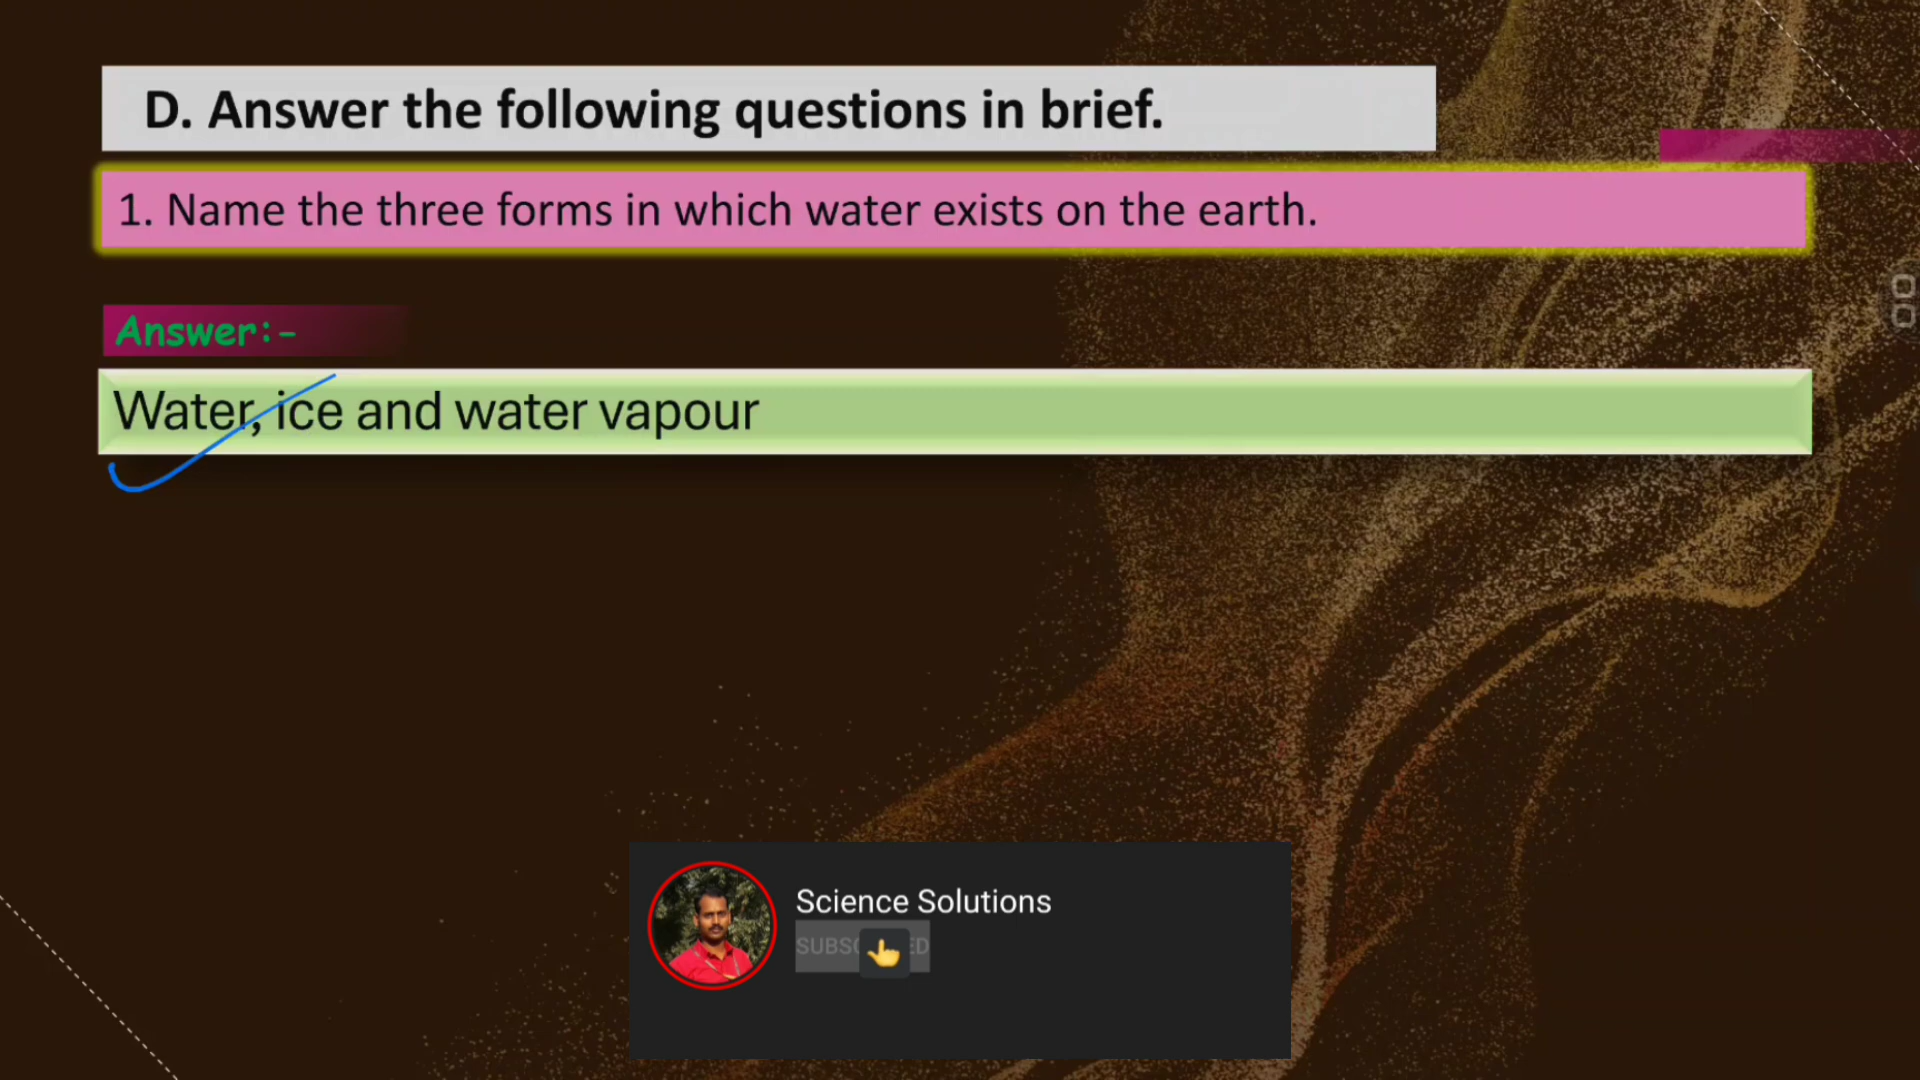 D. Answer the following questions in brief.
1. Name the three forms in which water exists on the earth.
Answer:-
Water, ice and water vapour
Science Solutions